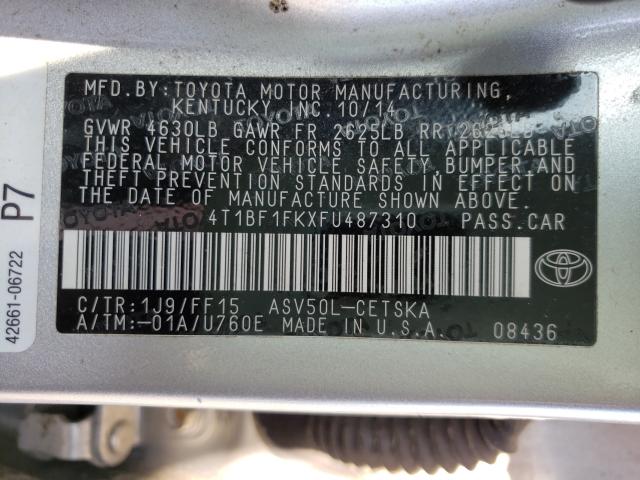 MFD.BY:TOYOTA MOTOR MANUFACTURING,
KENTUCKY, INC.10/14
GVWR 4630LB GAWR FR 2625LB RR 2625LB
THIS VEHICLE CONFORMS TO ALL APPLICABLE
FEDERAL MOTOR VEHICLE SAFETY, BUMPER, AND
THEFT PREVENTION STANDARDS IN EFFECT ON
THE DATE OF MANUFACTURE SHOWN ABOVE.
4T1BF1FKXFU487310 PASS.CAR
C/TR:1J9/FF15 ASV50L-CETSKA
A/TM:-01A/U760E MADE IN U.S.A. 08436
42661-06722 P7